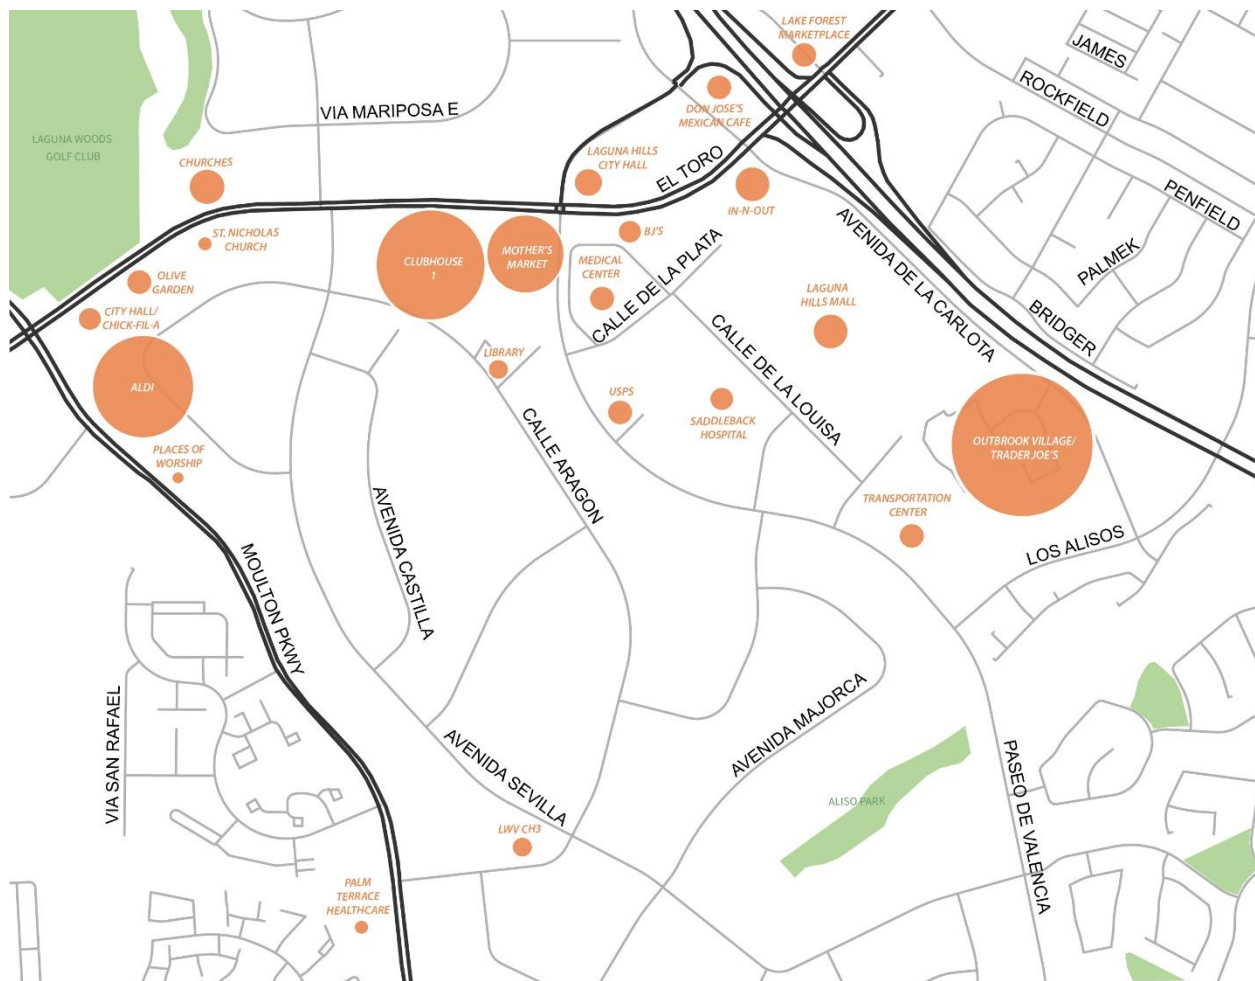 LAKE FOREST
MARKETPLACE
JAMES
ROCKFIELD
VIA MARIPOSA E
DON JOSE'S
MEXICAN CAFE
LAGUNA WOODS
GOLF CLUB
CHURCHES
LAGUNA HILLS
CITY HALL
EL TORO
PENFIELD
IN-N-OUT
ST. NICHOLAS
CHURCH
BJ'S
AVENIDA DE LA CARLOTA
CLUBHOUSE
1
MOTHER'S
MARKET
MEDICAL
CENTER
CALLE DE LA PLATA
PALMEK
OLIVE
GARDEN
LAGUNA
HILLS MALL
BRIDGER
CITY HALL/
CHICK-FIL-A
CALLE DE LA LOUISA
LIBRARY
ALDI
USPS
SADDLEBACK
HOSPITAL
CALLE ARAGON
OUTBROOK VILLAGE/
TRADER JOE'S
PLACES OF
WORSHIP
AVENIDA CASTILLA
TRANSPORTATION
CENTER
LOS ALISOS
MOULTON PKWY
VIA SAN RAFAEL
AVENIDA MAJORCA
AVENIDA SEVILLA
PASEO DE VALENCIA
ALISO PARK
LWV CH3
PALM
TERRACE
HEALTHCARE